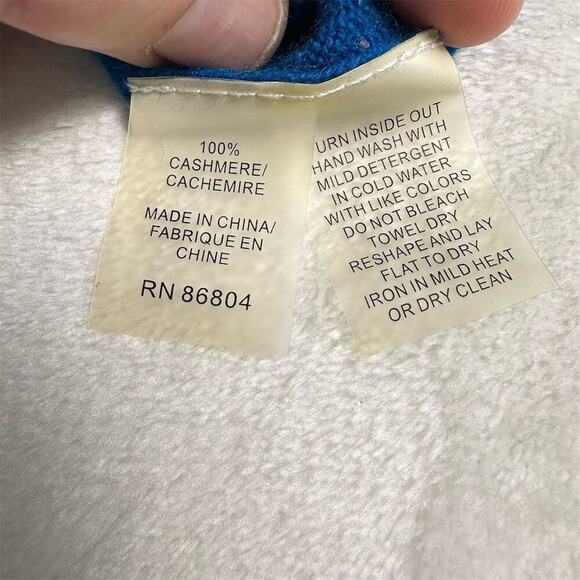 100%
CASHMERE/
CACHEMIRE
MADE IN CHINA/
FABRIQUE EN
CHINE
RN 86804
URN INSIDE OUT
HAND WASH WITH
MILD DETERGENT
IN COLD WATER
WITH LIKE COLORS
DO NOT BLEACH
TOWEL DRY
RESHAPE AND LAY
FLAT TO DRY
IRON IN MILD HEAT
OR DRY CLEAN